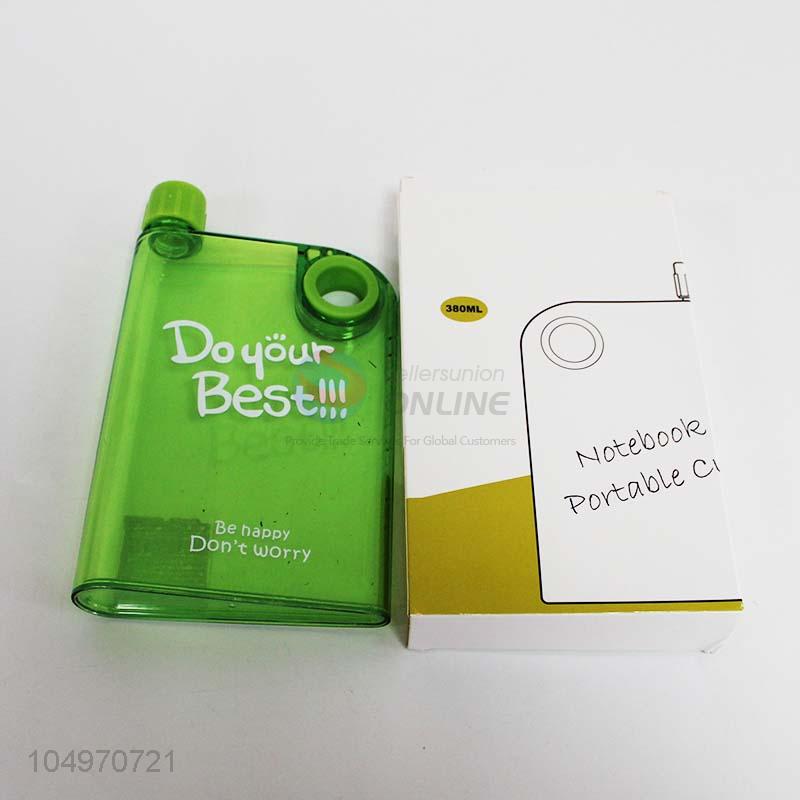 Do your
Best!!!
Be happy
Don't worry
380ML
Notebook
Portable
Sellersunion
ONLINE
Provide Trade Services For Global Customers
104970721